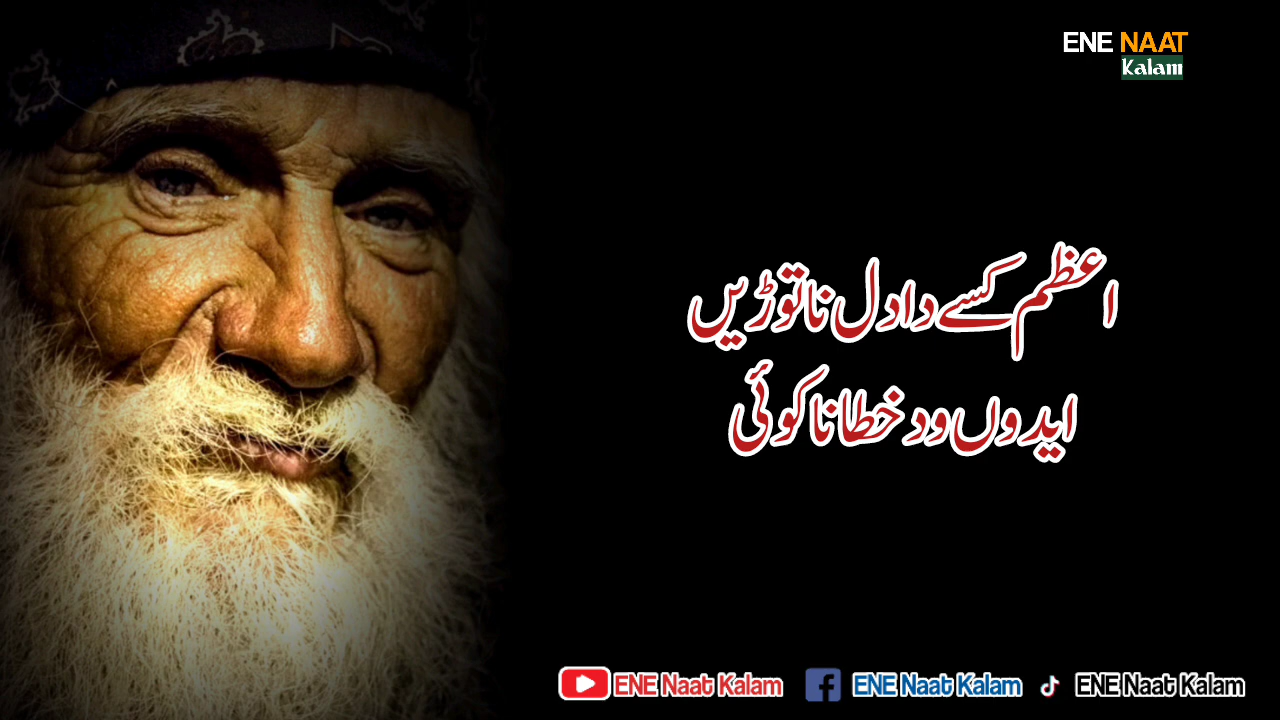 ENE NAAT
Kalam
اعظم کسے دا دل نا توڑیں
ایدوں ود خطا نا کوئی
ENE Naat Kalam ENE Naat Kalam ENE Naat Kalam